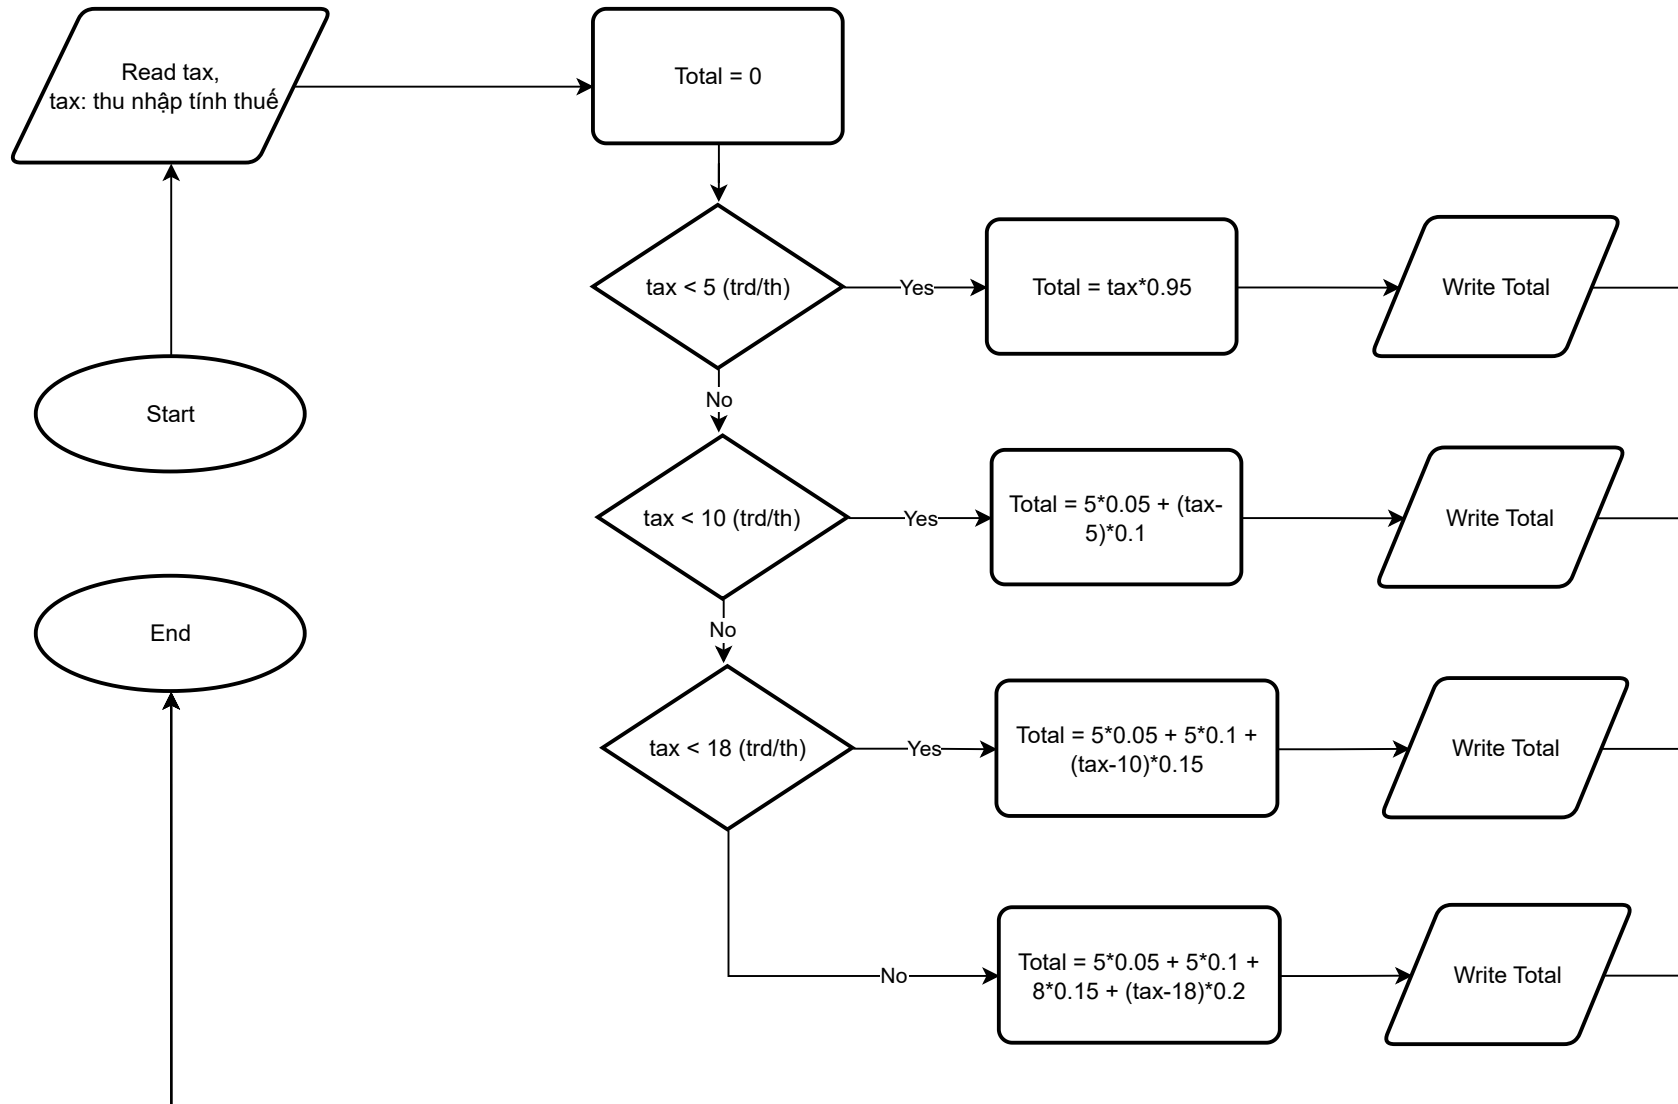 Read tax,
tax: thu nhập tính thuế
Total = 0
tax < 5 (trd/th)
Yes
Total = tax*0.95
Write Total
Start
No
tax < 10 (trd/th)
Yes
Total = 5*0.05 + (tax-
5)*0.1
Write Total
End
No
tax < 18 (trd/th)
Yes
Total = 5*0.05 + 5*0.1 +
(tax-10)*0.15
Write Total
No
Total = 5*0.05 + 5*0.1 +
8*0.15 + (tax-18)*0.2
Write Total